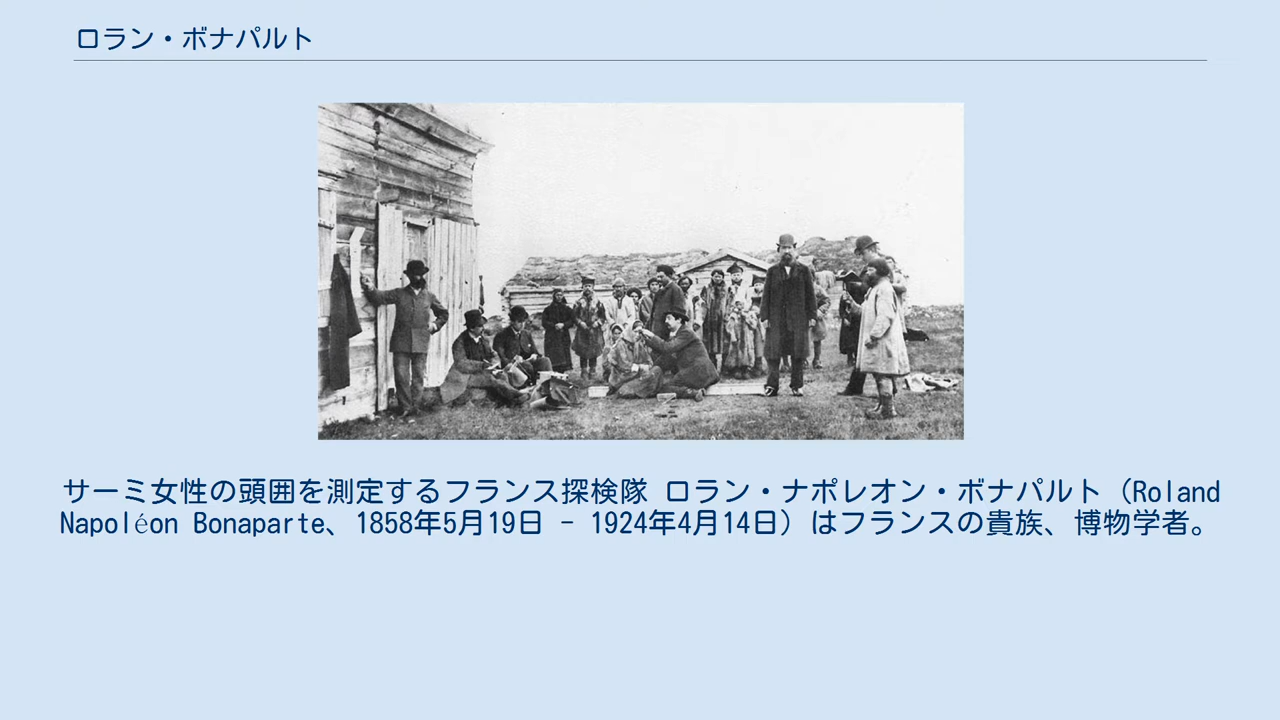 ロラン・ボナパルト
サーミ女性の頭囲を測定するフランス探検隊 ロラン・ナポレオン・ボナパルト（Roland
Napoléon Bonaparte、1858年5月19日 - 1924年4月14日）はフランスの貴族、博物学者。